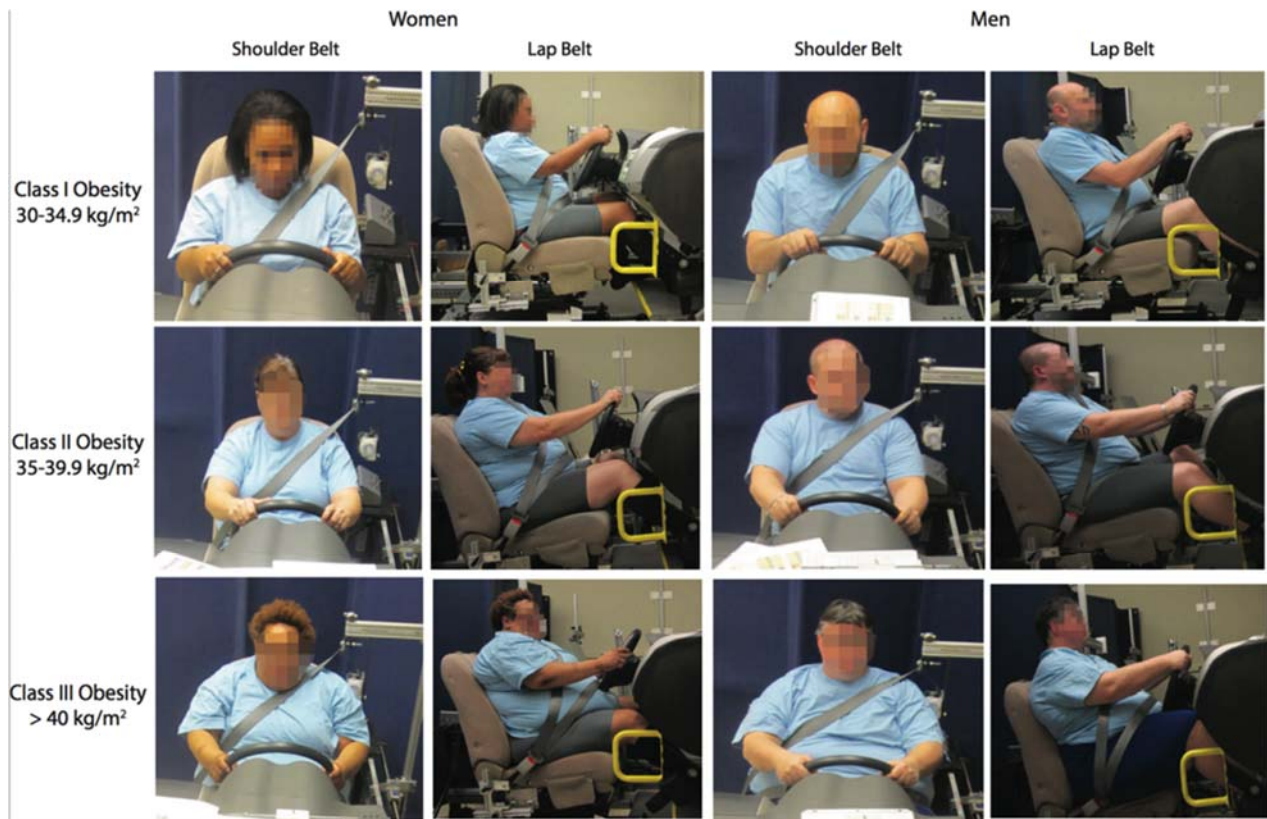 Women
Men
Shoulder Belt
Lap Belt
Shoulder Belt
Lap Belt
Class I Obesity
30-34.9 kg/m²
Class II Obesity
35-39.9 kg/m²
Class III Obesity
> 40 kg/m²